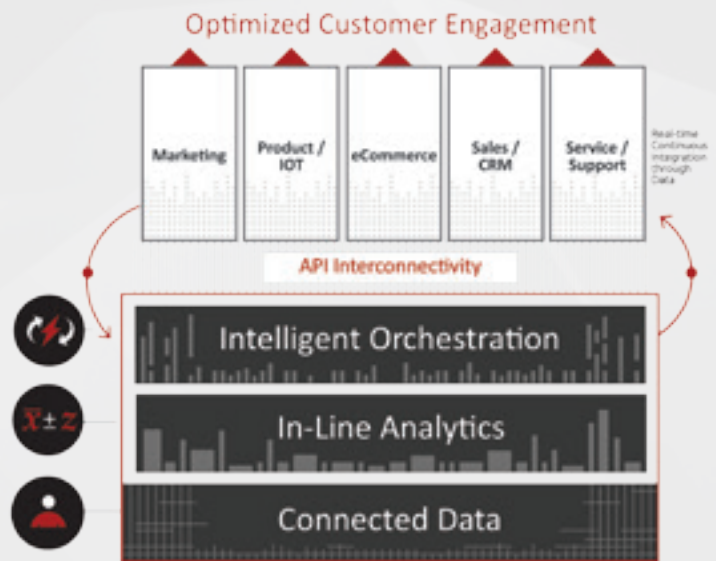 Optimized Customer Engagement
Marketing
Product /
IOT
eCommerce
Sales /
CRM
Service /
Support
Real-time
Continuous
Integration
through
Data
API Interconnectivity
Intelligent Orchestration
x̅ ± z
In-Line Analytics
Connected Data